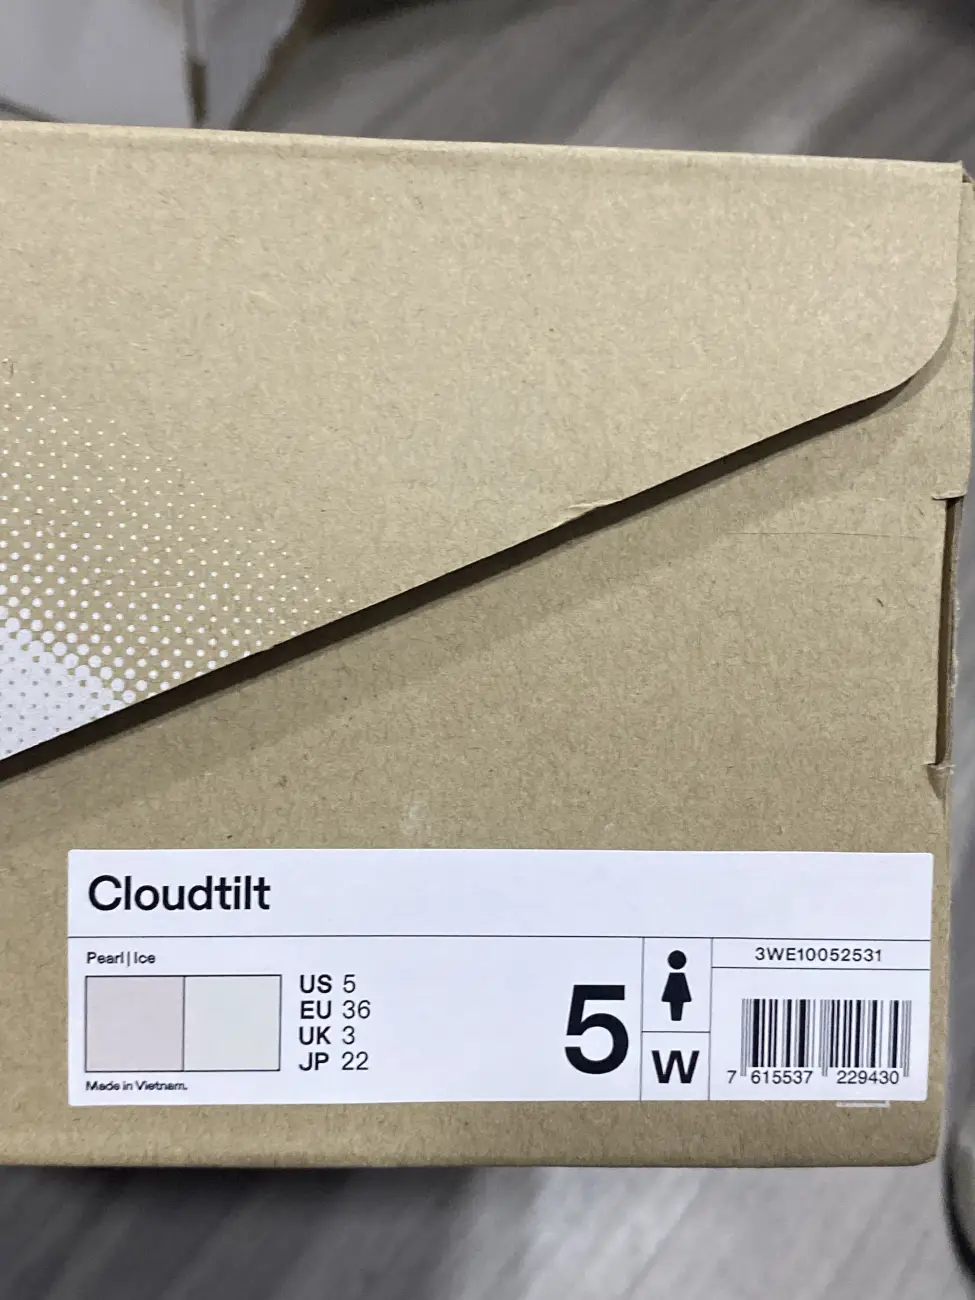 Cloudtilt
Pearl|Ice
US 5
EU 36
UK 3
JP 22
Made in Vietnam.
5
W
3WE10052531
7 615537 229430